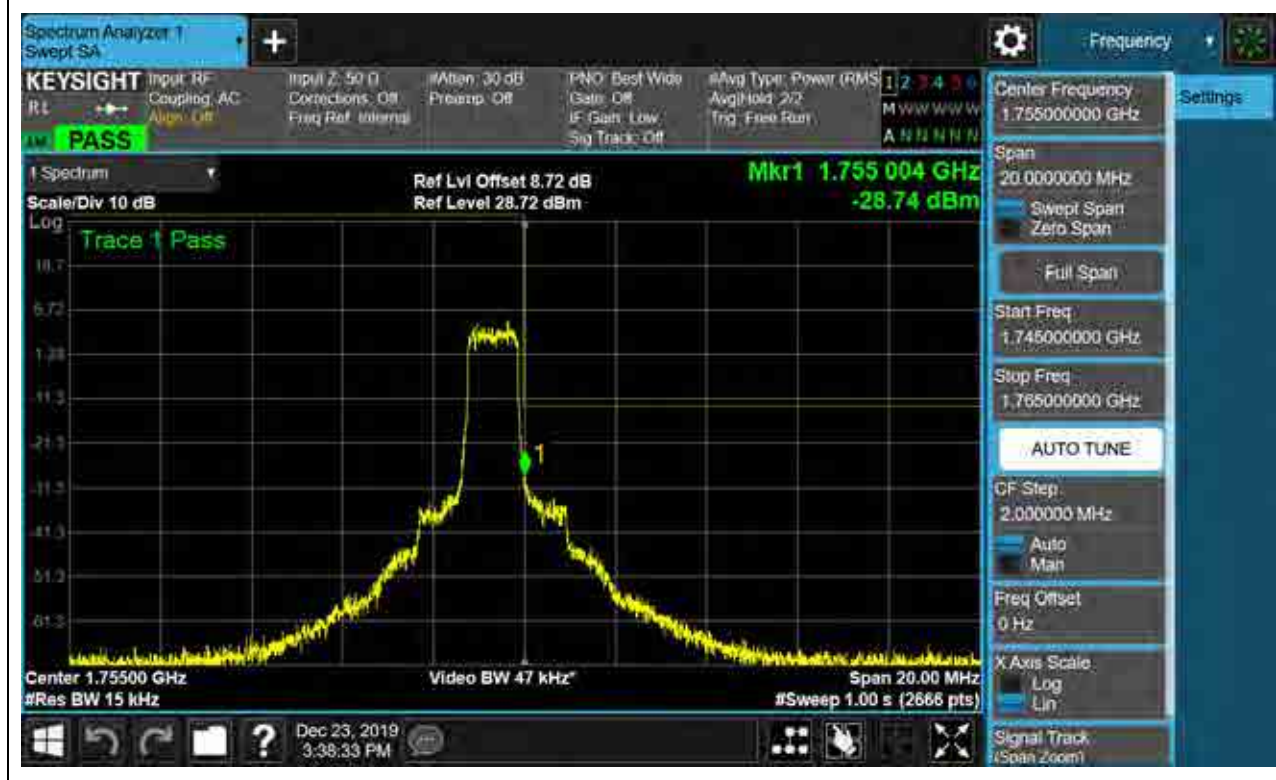 Spectrum Analyzer 1
Swept SA
+
Frequency
KEYSIGHT
Input: RF
Coupling: AC
Align: Off
Input Z: 50 Ω
Corrections: Off
Freq Ref: Internal
#Atten: 30 dB
Preamp: Off
PNO: Best Wide
Gate: Off
IF Gain: Low
Sig Track: Off
#Avg Type: Power (RMS
Avg|Hold: 2/2
Trig: Free Run
1 2 3 4 5 6
M W W W W W
A N N N N N
RL
PASS
1 Spectrum
Scale/Div 10 dB
Ref Lvl Offset 8.72 dB
Ref Level 28.72 dBm
Mkr1 1.755 004 GHz
-28.74 dBm
Log
Trace 1 Pass
18.7
8.72
-1.28
-11.3
-21.3
-31.3
-41.3
-51.3
-61.3
1
Center 1.75500 GHz
#Res BW 15 kHz
Video BW 47 kHz*
Span 20.00 MHz
#Sweep 1.00 s (2666 pts)
Dec 23, 2019
3:38:33 PM
?
Center Frequency
1.755000000 GHz
Settings
Span
20.0000000 MHz
Swept Span
Zero Span
Full Span
Start Freq
1.745000000 GHz
Stop Freq
1.765000000 GHz
AUTO TUNE
CF Step
2.000000 MHz
Auto
Man
Freq Offset
0 Hz
X Axis Scale
Log
Lin
Signal Track
(Span Zoom)